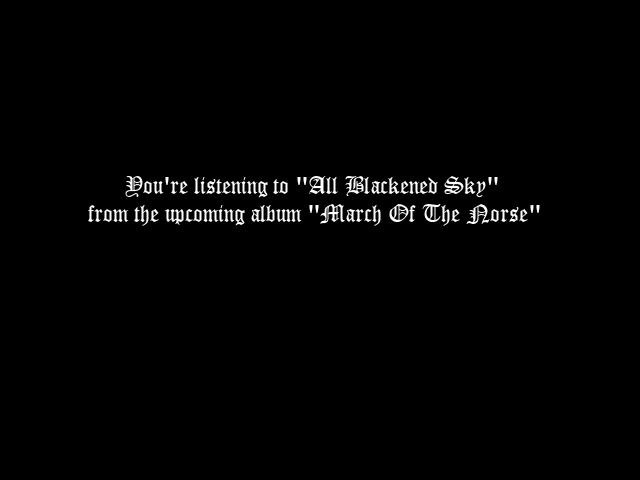 You're listening to "All Blackened Sky"
from the upcoming album "March Of The Norse"